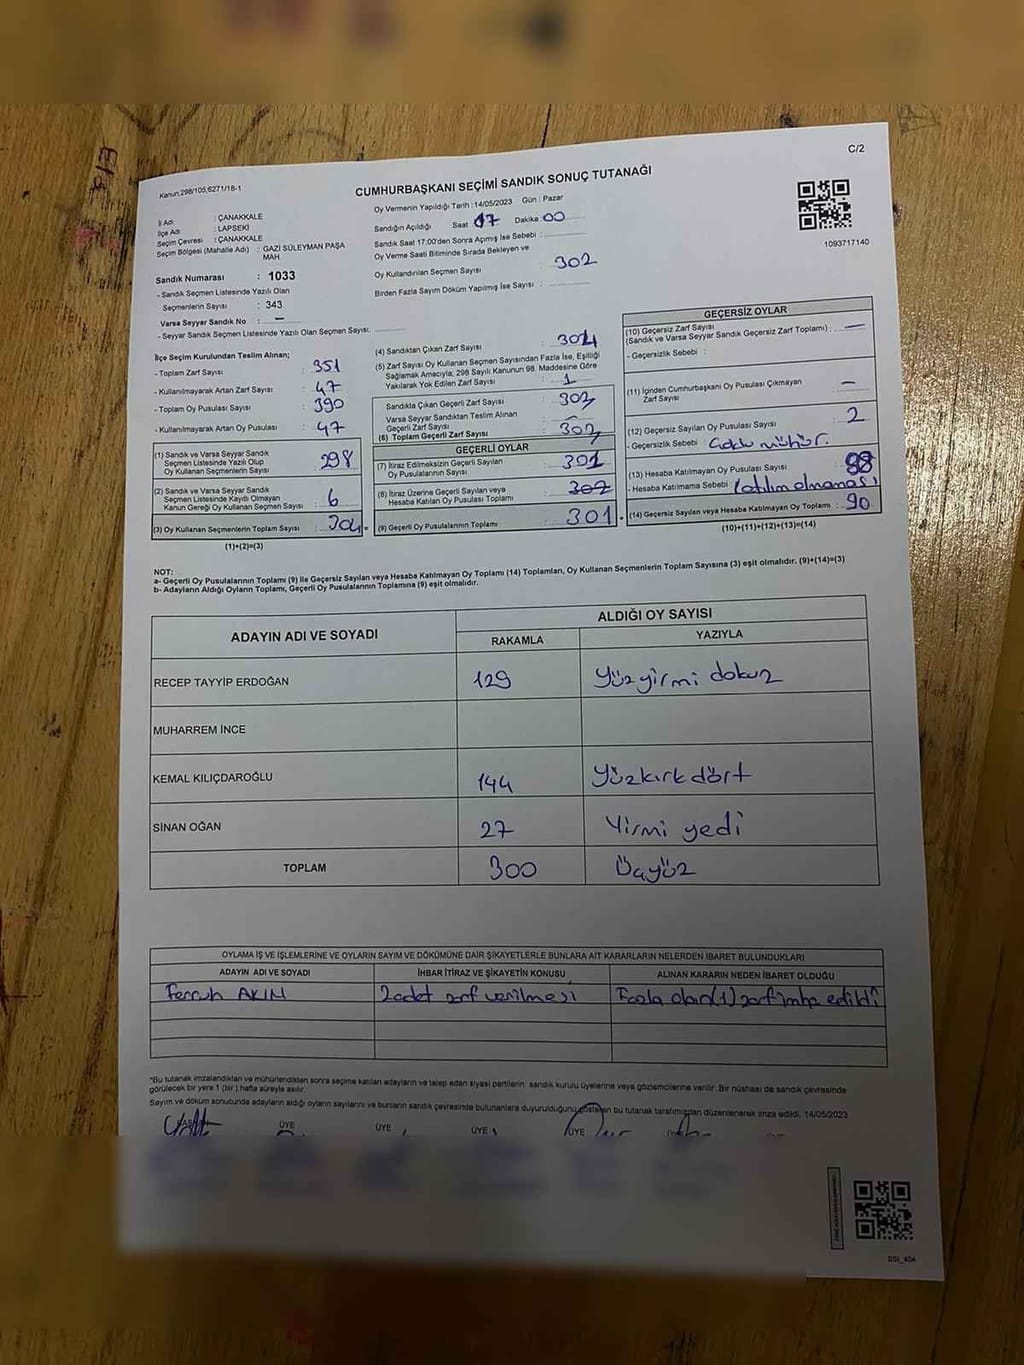 C/2
Kanun:298/105,6271/18-1
CUMHURBAŞKANI SEÇİMİ SANDIK SONUÇ TUTANAĞI
İl Adı : ÇANAKKALE
İlçe Adı : LAPSEKİ
Seçim Çevresi : ÇANAKKALE
Seçim Bölgesi (Mahalle Adı) : GAZİ SÜLEYMAN PAŞA
MAH
Sandık Numarası : 1033
- Sandık Seçmen Listesinde Yazılı Olan
Seçmenlerin Sayısı : 343
Varsa Seyyar Sandık No : —
- Seyyar Sandık Seçmen Listesinde Yazılı Olan Seçmen Sayısı:
Oy Vermenin Yapıldığı Tarih :14/05/2023 Gün : Pazar
Sandığın Açıldığı Saat 17 Dakika :00
Sandık Saat 17:00'den Sonra Açımış İse Sebebi :
Oy Verme Saati Bitiminde Sırada Bekleyen ve
Oy Kullandırılan Seçmen Sayısı : 302
Birden Fazla Sayım Döküm Yapılmış İse Sayısı :
1093717140
İlçe Seçim Kurulundan Teslim Alınan;
- Toplam Zarf Sayısı : 351
- Kullanılmayarak Artan Zarf Sayısı : 47
- Toplam Oy Pusulası Sayısı : 390
- Kullanılmayarak Artan Oy Pusulası : 47
(1) Sandık ve Varsa Seyyar Sandık
Seçmen Listesinde Yazılı Olup
Oy Kullanan Seçmenlerin Sayısı : 298
(2) Sandık ve Varsa Seyyar Sandık
Seçmen Listesinde Kayıtlı Olmayan
Kanun Gereği Oy Kullanan Seçmen Sayısı : 6
(3) Oy Kullanan Seçmenlerin Toplam Sayısı : 304
(1)+(2)=(3)
(4) Sandıktan Çıkan Zarf Sayısı : 304
(5) Zarf Sayısı Oy Kullanan Seçmen Sayısından Fazla İse, Eşitliği
Sağlamak Amacıyla; 298 Sayılı Kanunun 98. Maddesine Göre
Yakılarak Yok Edilen Zarf Sayısı : 1
Sandıkta Çıkan Geçerli Zarf Sayısı : 303
Varsa Seyyar Sandıktan Teslim Alınan
Geçerli Zarf Sayısı : —
(6) Toplam Geçerli Zarf Sayısı : 303
GEÇERLİ OYLAR
(7) İtiraz Edilmeksizin Geçerli Sayılan
Oy Pusulalarının Sayısı : 301
(8) İtiraz Üzerine Geçerli Sayılan veya
Hesaba Katılan Oy Pusulası Toplamı : 302
(9) Geçerli Oy Pusulalarının Toplamı : 301
GEÇERSİZ OYLAR
(10) Geçersiz Zarf Sayısı
(Sandık ve Varsa Seyyar Sandık Geçersiz Zarf Toplamı) : —
- Geçersizlik Sebebi :
(11) İçinden Cumhurbaşkanı Oy Pusulası Çıkmayan
Zarf Sayısı : —
(12) Geçersiz Sayılan Oy Pusulası Sayısı : 2
- Geçersizlik Sebebi : mühür.
(13) Hesaba Katılmayan Oy Pusulası Sayısı : 88
- Hesaba Katılmama Sebebi : Katılım olmaması
(14) Geçersiz Sayılan veya Hesaba Katılmayan Oy Toplamı : 90
(10)+(11)+(12)+(13)=(14)
NOT:
a- Geçerli Oy Pusulalarının Toplamı (9) ile Geçersiz Sayılan veya Hesaba Katılmayan Oy Toplamı (14) Toplamları, Oy Kullanan Seçmenlerin Toplam Sayısına (3) eşit olmalıdır. (9)+(14)=(3)
b- Adayların Aldığı Oyların Toplamı, Geçerli Oy Pusulalarının Toplamına (9) eşit olmalıdır.
ADAYIN ADI VE SOYADI
ALDIĞI OY SAYISI
RAKAMLA YAZIYLA
RECEP TAYYİP ERDOĞAN 129 Yüzyirmi dokuz
MUHARREM İNCE
KEMAL KILIÇDAROĞLU 144 Yüzkırk dört
SİNAN OĞAN 27 Yirmi yedi
TOPLAM 300 Üçyüz
OYLAMA İŞ VE İŞLEMLERİNE VE OYLARIN SAYIM VE DÖKÜMÜNE DAİR ŞİKAYETLERLE BUNLARA AİT KARARLARIN NELERDEN İBARET BULUNDUKLARI
ADAYIN ADI VE SOYADI İHBAR İTİRAZ VE ŞİKAYETİN KONUSU ALINAN KARARIN NEDEN İBARET OLDUĞU
Ferruh AKIN 2 adet zarf verilmesi Fazla olan (1) zarf imha edildi
"Bu tutanak imzalandıktan ve mühürlendikten sonra seçime katılan adayların ve talep eden siyasi partilerin sandık kurulu üyelerine veya gözlemcilerine verilir. Bir nüshası da sandık çevresinde
görülecek bir yere 1 (bir ) hafta süreyle asılır.
Sayım ve döküm sonucunda adayların aldığı oyların sayılarını ve bunların sandık çevresinde bulunanlara duyurulduğunu gösteren bu tutanak tarafımızdan düzenlenerek imza edildi. 14/05/2023
ÜYE ÜYE ÜYE ÜYE